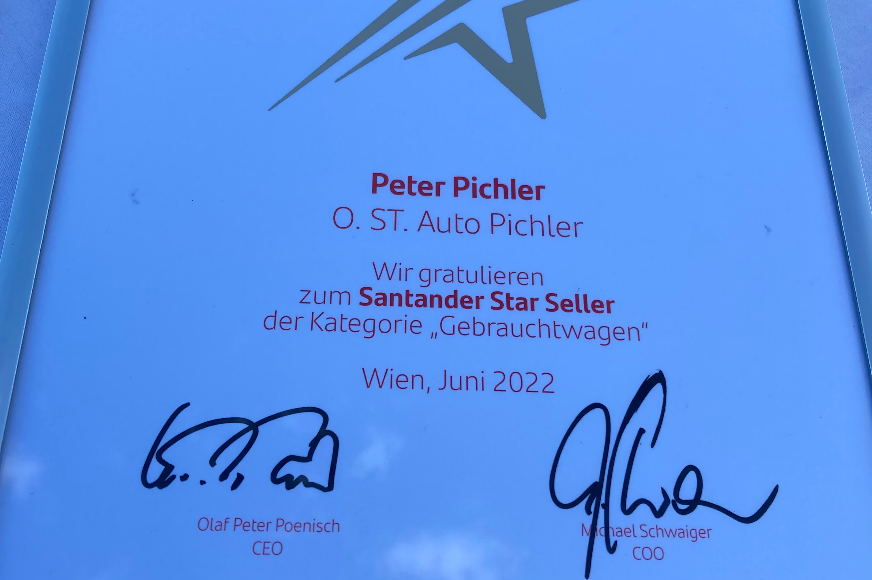 Peter Pichler
O. ST. Auto Pichler
Wir gratulieren
zum Santander Star Seller
der Kategorie „Gebrauchtwagen“
Wien, Juni 2022
Olaf Peter Poenisch
CEO
Michael Schwaiger
COO